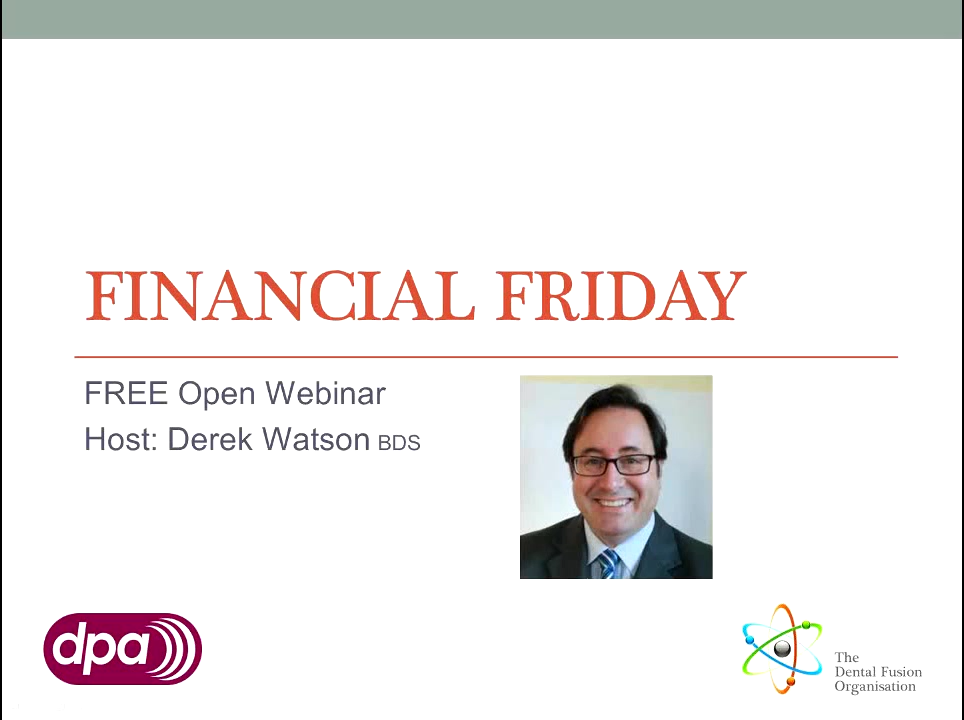 FINANCIAL FRIDAY
FREE Open Webinar
Host: Derek Watson BDS
dpa
The
Dental Fusion
Organisation